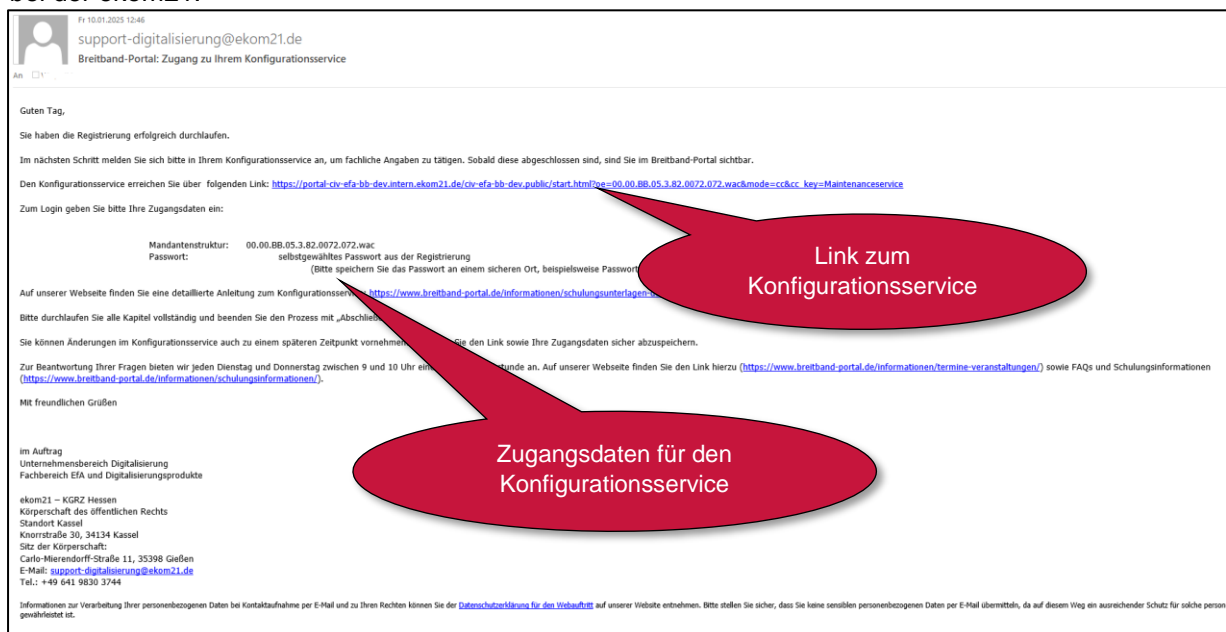 bei der ekom21.
Fr 10.01.2025 12:46
support-digitalisierung@ekom21.de
Breitband-Portal: Zugang zu Ihrem Konfigurationsservice
An
Guten Tag,
Sie haben die Registrierung erfolgreich durchlaufen.
Im nächsten Schritt melden Sie sich bitte in Ihrem Konfigurationsservice an, um fachliche Angaben zu tätigen. Sobald diese abgeschlossen sind, sind Sie im Breitband-Portal sichtbar.
Den Konfigurationsservice erreichen Sie über folgenden Link: https://portal-civ-efa-bb-dev.intern.ekom21.de/civ-efa-bb-dev.public/start.html?oe=00.00.BB.05.3.82.0072.072.wac&mode=cc&cc_key=Maintenanceservice
Zum Login geben Sie bitte Ihre Zugangsdaten ein:
Mandantenstruktur: 00.00.BB.05.3.82.0072.072.wac
Passwort: selbstgewähltes Passwort aus der Registrierung
(Bitte speichern Sie das Passwort an einem sicheren Ort, beispielsweise Passwort
Link zum
Konfigurationsservice
Auf unserer Webseite finden Sie eine detaillierte Anleitung zum Konfigurationsservice: https://www.breitband-portal.de/informationen/schulungsunterlagen-
Bitte durchlaufen Sie alle Kapitel vollständig und beenden Sie den Prozess mit „Abschließ
Sie können Änderungen im Konfigurationsservice auch zu einem späteren Zeitpunkt vornehmen Sie den Link sowie Ihre Zugangsdaten sicher abzuspeichern.
Zur Beantwortung Ihrer Fragen bieten wir jeden Dienstag und Donnerstag zwischen 9 und 10 Uhr ein tunde an. Auf unserer Webseite finden Sie den Link hierzu (https://www.breitband-portal.de/informationen/termine-veranstaltungen/) sowie FAQs und Schulungsinformationen
(https://www.breitband-portal.de/informationen/schulungsinformationen/).
Mit freundlichen Grüßen
Zugangsdaten für den
Konfigurationsservice
im Auftrag
Unternehmensbereich Digitalisierung
Fachbereich EfA und Digitalisierungsprodukte
ekom21 – KGRZ Hessen
Körperschaft des öffentlichen Rechts
Standort Kassel
Knorrstraße 30, 34134 Kassel
Sitz der Körperschaft:
Carlo-Mierendorff-Straße 11, 35398 Gießen
E-Mail: support-digitalisierung@ekom21.de
Tel.: +49 641 9830 3744
Informationen zur Verarbeitung Ihrer personenbezogenen Daten bei Kontaktaufnahme per E-Mail und zu Ihren Rechten können Sie der Datenschutzerklärung für den Webauftritt auf unserer Website entnehmen. Bitte stellen Sie sicher, dass Sie keine sensiblen personenbezogenen Daten per E-Mail übermitteln, da auf diesem Weg ein ausreichender Schutz für solche person
gewährleistet ist.